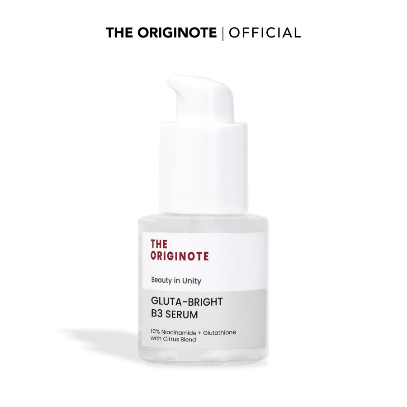 THE ORIGINOTE | OFFICIAL
THE
ORIGINOTE
Beauty in Unity
GLUTA-BRIGHT
B3 SERUM
10% Niacinamide + Glutathione
with Citrus Blend